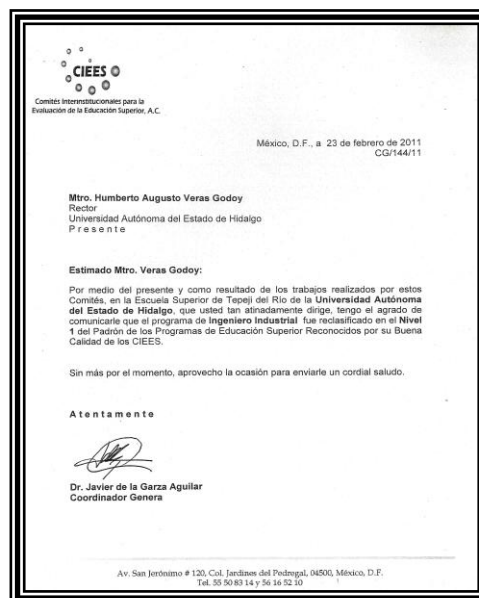 CIEES
Comités Interinstitucionales para la
Evaluación de la Educación Superior, A.C.
México, D.F., a 23 de febrero de 2011
CG/144/11
Mtro. Humberto Augusto Veras Godoy
Rector
Universidad Autónoma del Estado de Hidalgo
P r e s e n t e
Estimado Mtro. Veras Godoy:
Por medio del presente y como resultado de los trabajos realizados por estos
Comités, en la Escuela Superior de Tepeji del Río de la Universidad Autónoma
del Estado de Hidalgo, que usted tan atinadamente dirige, tengo el agrado de
comunicarle que el programa de Ingeniero Industrial fue reclasificado en el Nivel
1 del Padrón de los Programas de Educación Superior Reconocidos por su Buena
Calidad de los CIEES.
Sin más por el momento, aprovecho la ocasión para enviarle un cordial saludo.
A t e n t a m e n t e
Dr. Javier de la Garza Aguilar
Coordinador Genera
Av. San Jerónimo # 120, Col. Jardines del Pedregal, 04500, México, D.F.
Tel. 55 50 83 14 y 56 16 52 10